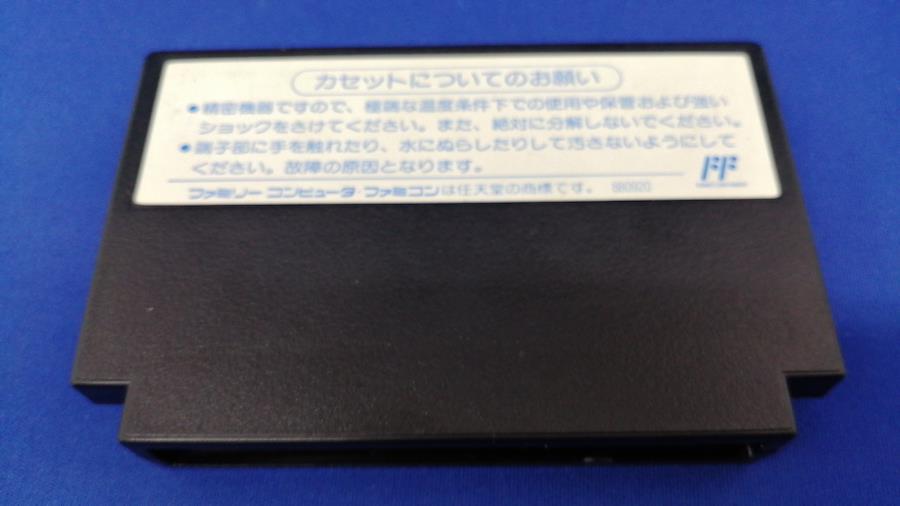 カセットについてのお願い
●精密機器ですので、極端な温度条件下での使用や保管および強い
ショックをさけてください。また、絶対に分解しないでください。
●端子部に手を触れたり、水にぬらしたりして汚さないようにして
ください。故障の原因となります。
ファミリーコンピュータ・ファミコンは任天堂の商標です。 880920
FF